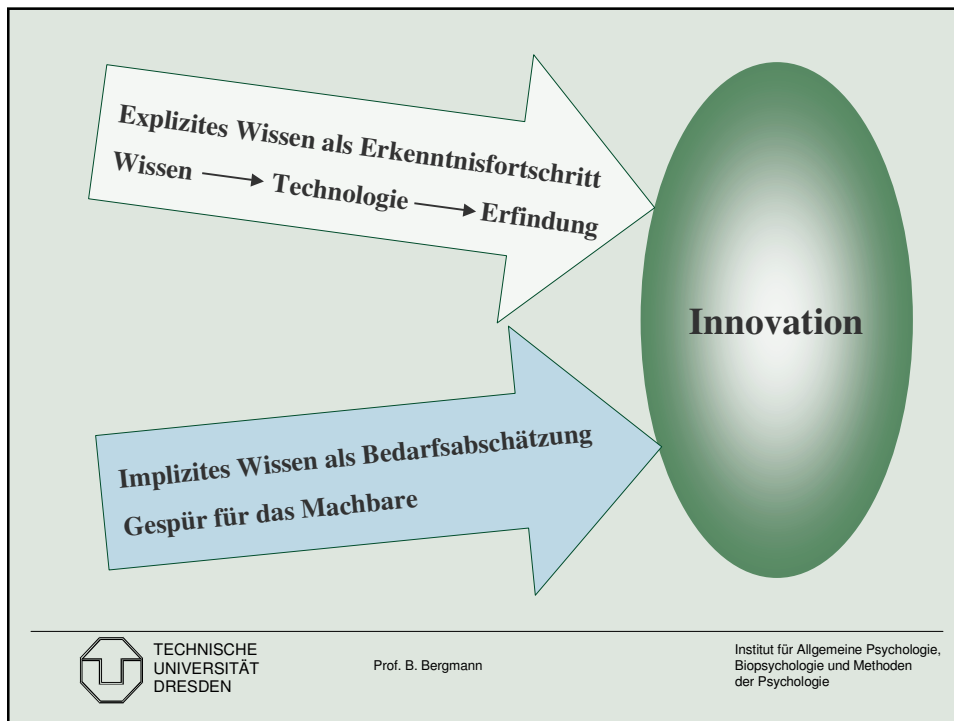 Explizites Wissen als Erkenntnisfortschritt
Wissen → Technologie → Erfindung
Innovation
Implizites Wissen als Bedarfsabschätzung
Gespür für das Machbare
TECHNISCHE
UNIVERSITÄT
DRESDEN
Prof. B. Bergmann
Institut für Allgemeine Psychologie,
Biopsychologie und Methoden
der Psychologie